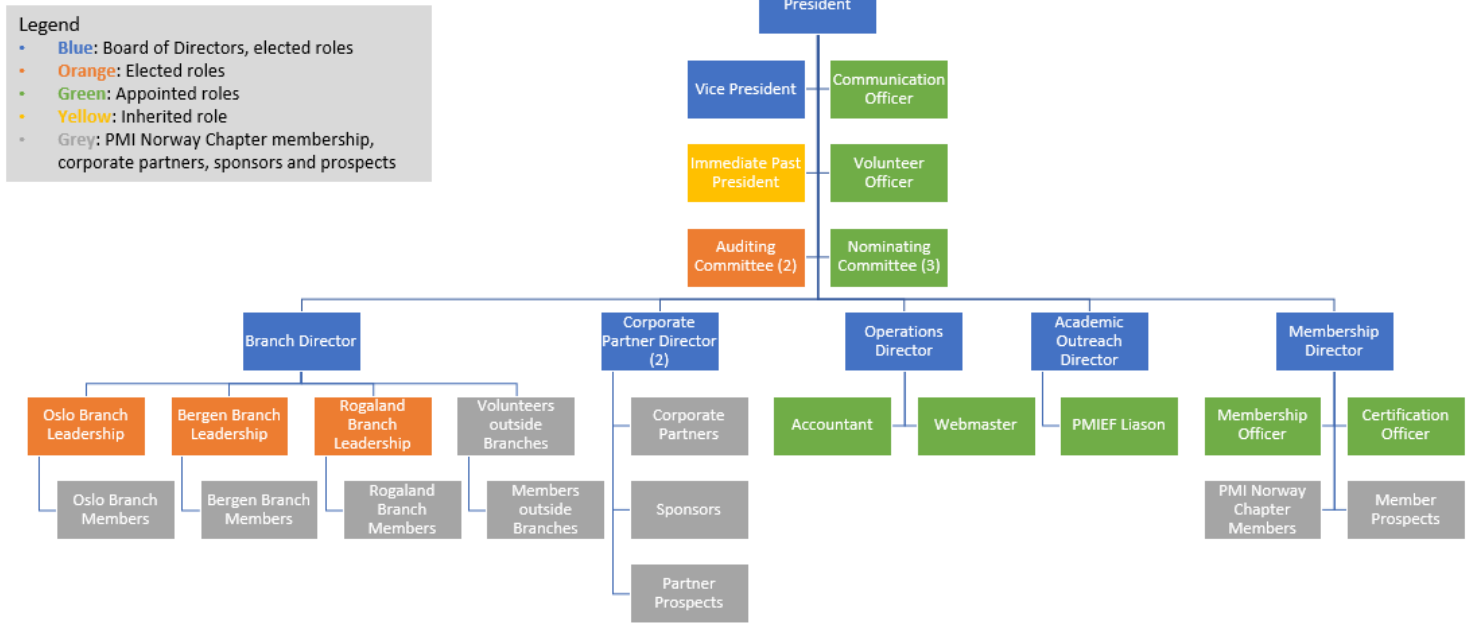 Legend
• Blue: Board of Directors, elected roles
• Orange: Elected roles
• Green: Appointed roles
• Yellow: Inherited role
• Grey: PMI Norway Chapter membership,
corporate partners, sponsors and prospects
President
Vice President
Communication
Officer
Immediate Past
President
Volunteer
Officer
Auditing
Committee (2)
Nominating
Committee (3)
Branch Director
Corporate
Partner Director
(2)
Operations
Director
Academic
Outreach
Director
Membership
Director
Oslo Branch
Leadership
Bergen Branch
Leadership
Rogaland
Branch
Leadership
Volunteers
outside
Branches
Corporate
Partners
Accountant
Webmaster
PMIEF Liason
Membership
Officer
Certification
Officer
Oslo Branch
Members
Bergen Branch
Members
Rogaland
Branch
Members
Members
outside
Branches
Sponsors
PMI Norway
Chapter
Members
Member
Prospects
Partner
Prospects